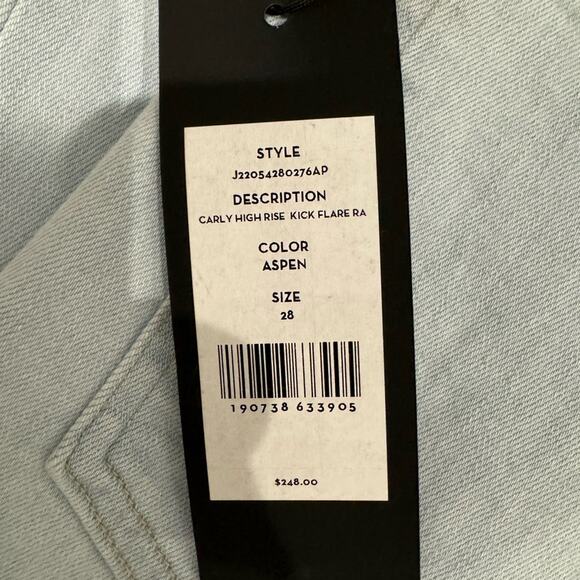 STYLE
J22054280276AP
DESCRIPTION
CARLY HIGH RISE KICK FLARE RA
COLOR
ASPEN
SIZE
28
190738 633905
$248.00